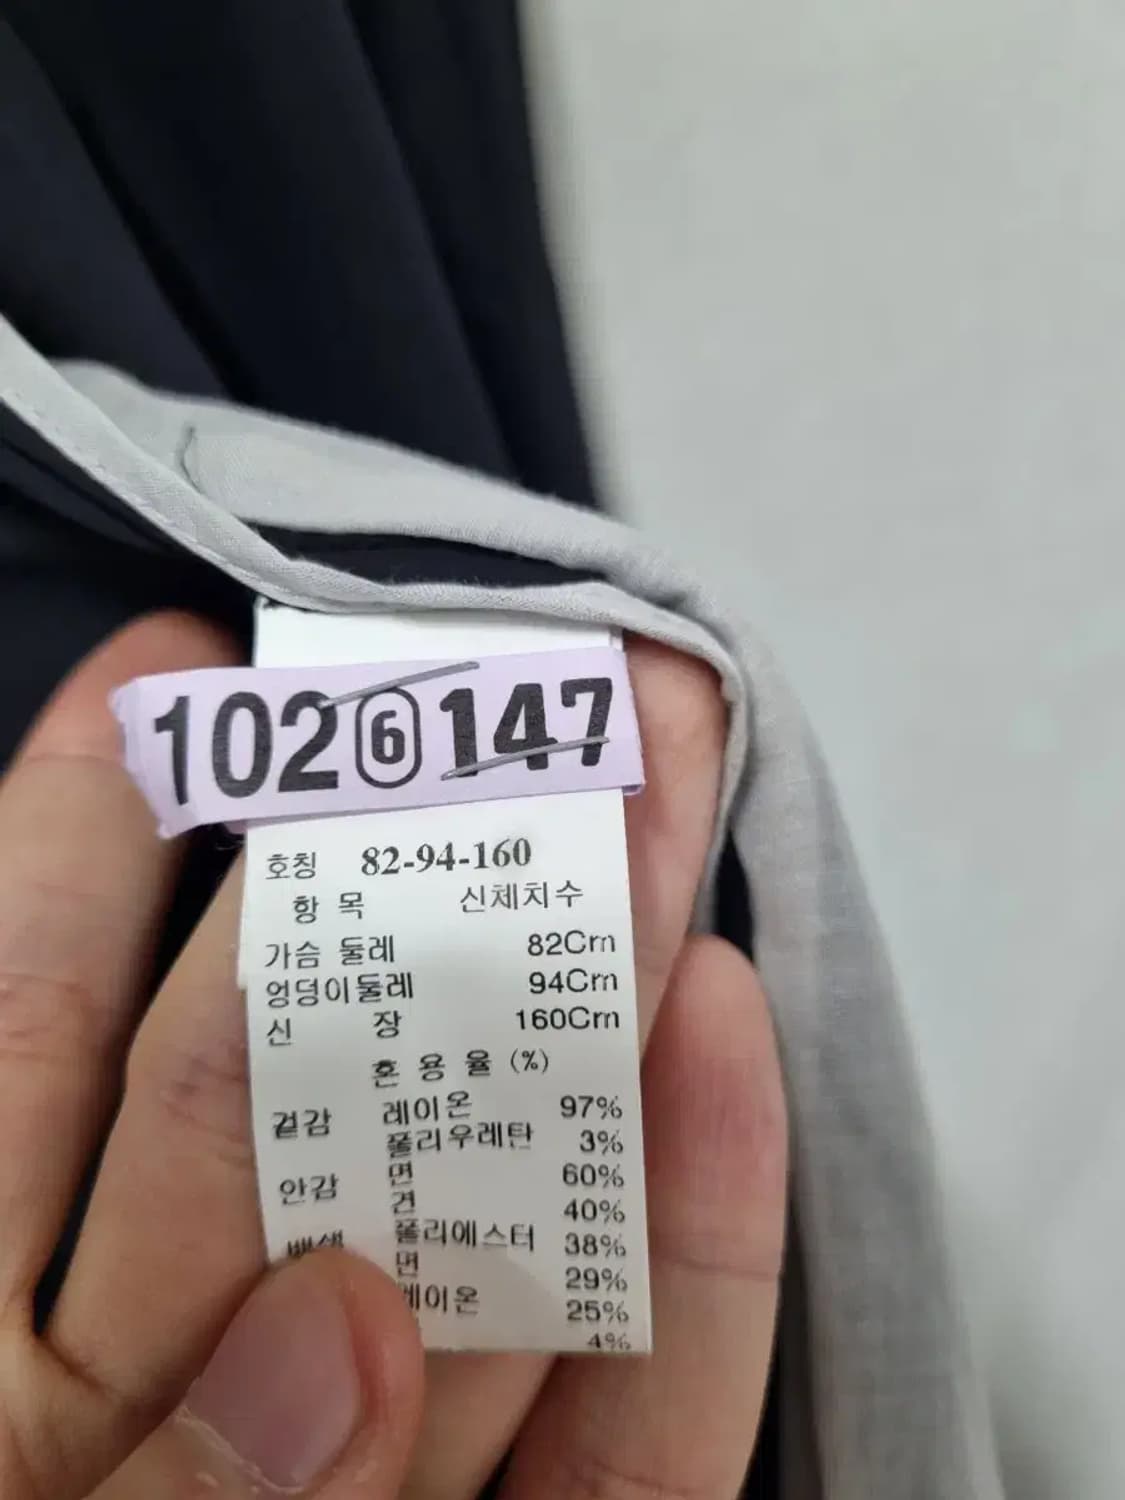 102 6 147
호칭 82-94-160
항 목 신체치수
가슴 둘레 82Cm
엉덩이둘레 94Cm
신 장 160Cm
혼 용 율 (%)
겉감 레이온 97%
폴리우레탄 3%
안감 면 60%
견 40%
배색 폴리에스터 38%
면 29%
레이온 25%
4%